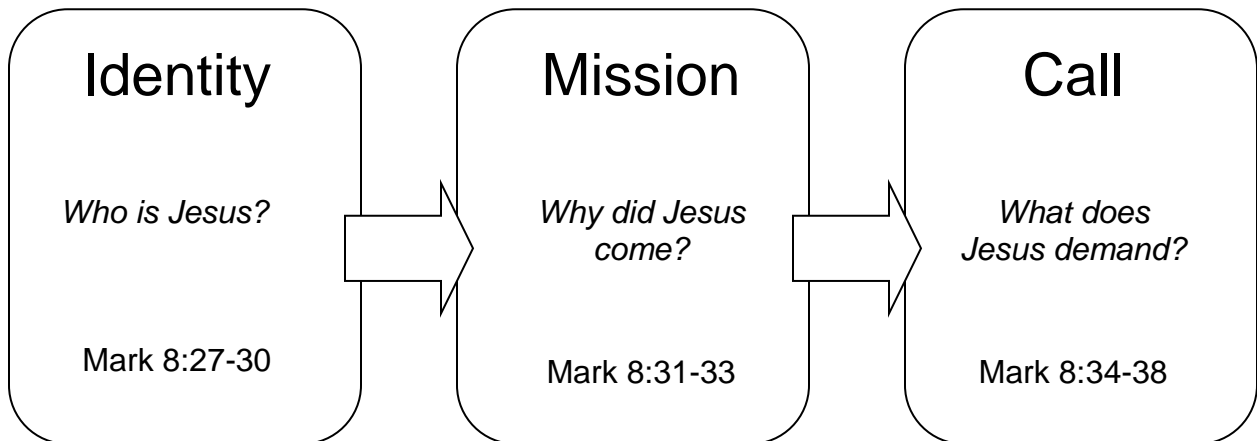 Identity
Who is Jesus?
Mark 8:27-30
Mission
Why did Jesus
come?
Mark 8:31-33
Call
What does
Jesus demand?
Mark 8:34-38